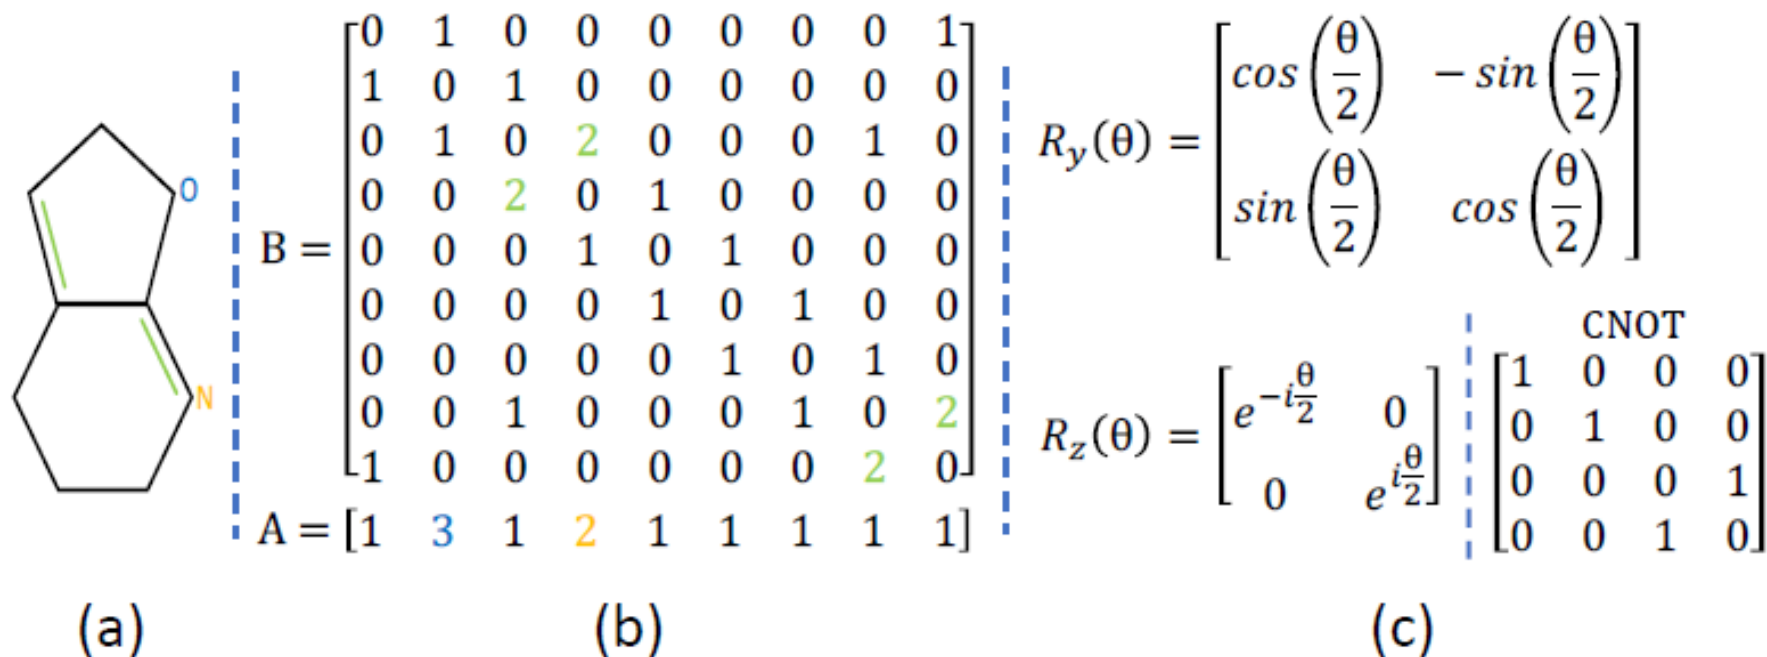 O
N
B =
0 1 0 0 0 0 0 0 1
1 0 1 0 0 0 0 0 0
0 1 0 2 0 0 0 1 0
0 0 2 0 1 0 0 0 0
0 0 0 1 0 1 0 0 0
0 0 0 0 1 0 1 0 0
0 0 0 0 0 1 0 1 0
0 0 1 0 0 0 1 0 2
1 0 0 0 0 0 0 2 0
A = [1 3 1 2 1 1 1 1 1]
R_y(θ) =
cos(θ/2) −sin(θ/2)
sin(θ/2) cos(θ/2)
R_z(θ) =
e^{-iθ/2} 0
0 e^{iθ/2}
CNOT
1 0 0 0
0 1 0 0
0 0 0 1
0 0 1 0
(a)
(b)
(c)